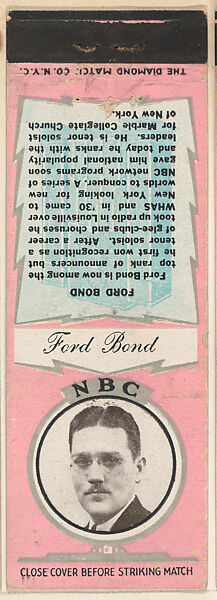 THE DIAMOND MATCH CO. N.Y.C.
FORD BOND
Ford Bond is now among the
top rank of announcers but
he first won recognition as a
tenor soloist. After a career
of glee-clubs and choruses he
took up radio in Louisville over
WHAS and in '30 came to
New York looking for new
worlds to conquer. A series of
NBC network programs soon
gave him national popularity
and today he ranks with the
leaders. He is tenor soloist
for Marble Collegiate Church
of New York.
Ford Bond
NBC
CLOSE COVER BEFORE STRIKING MATCH